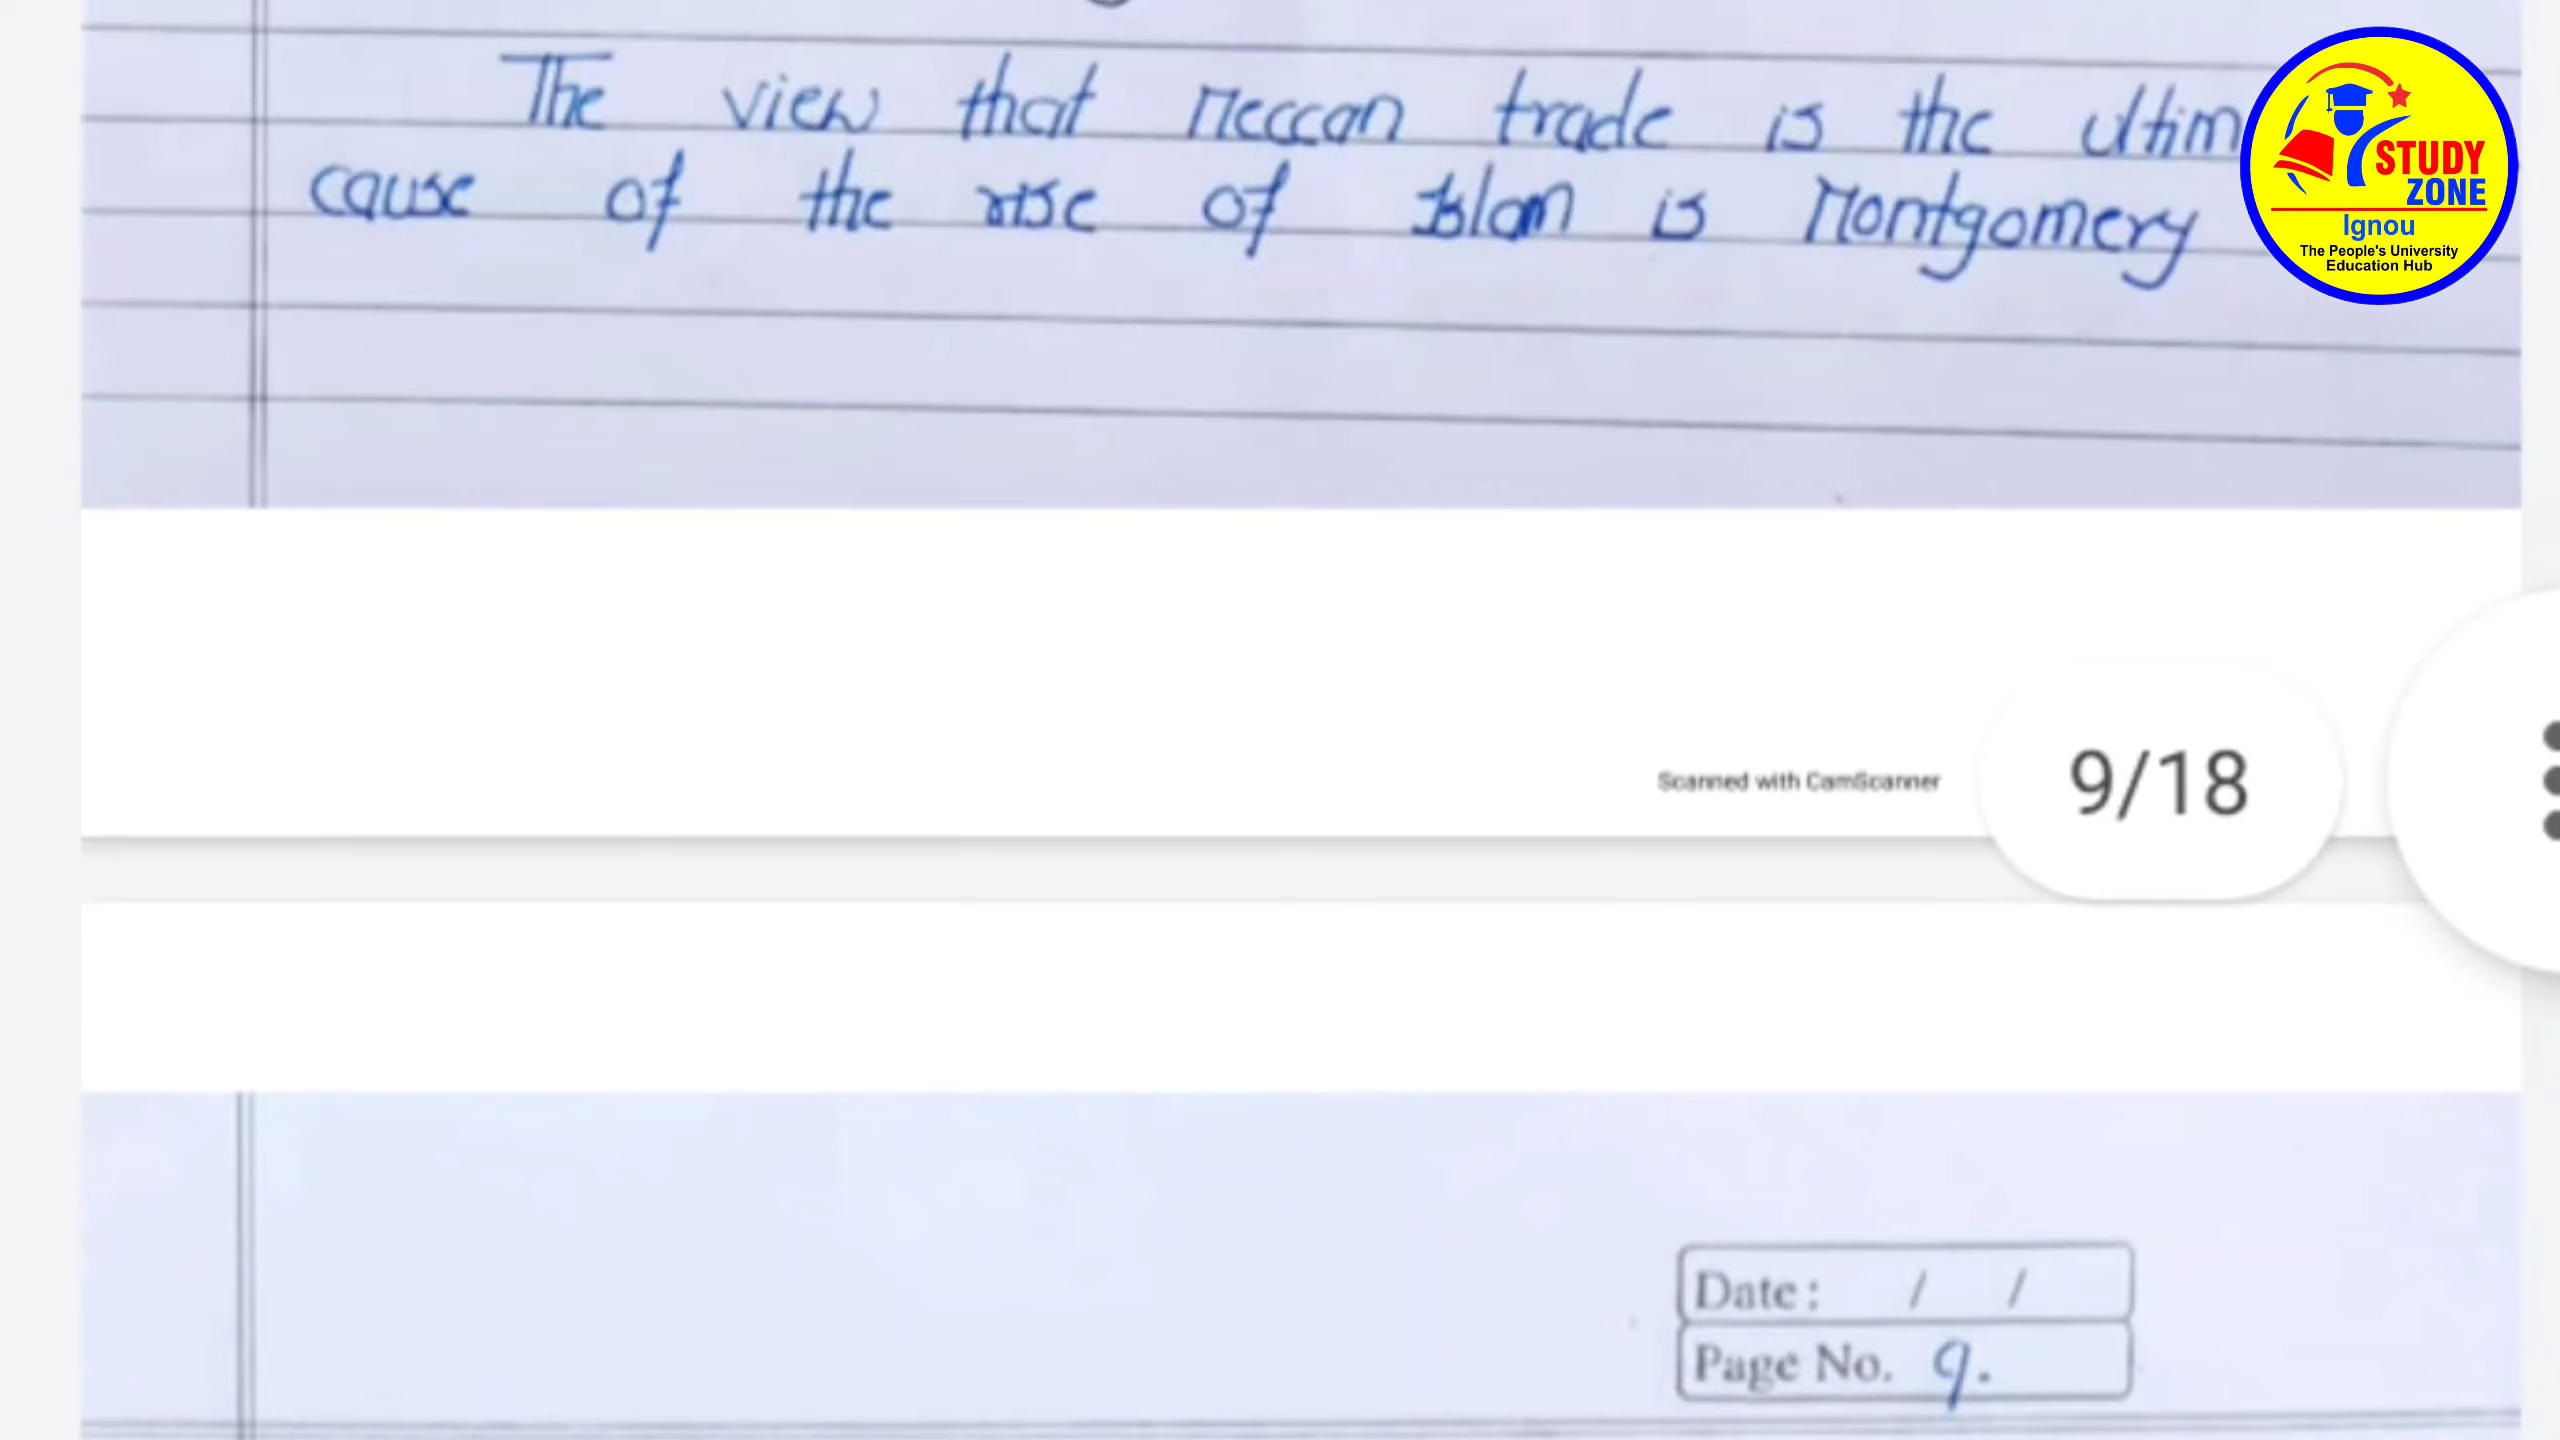 The view that Meccan trade is the ultim
cause of the rise of Islam is Montgomery
STUDY
ZONE
Ignou
The People's University
Education Hub
Scanned with CamScanner
9/18
Date: / /
Page No. 9.